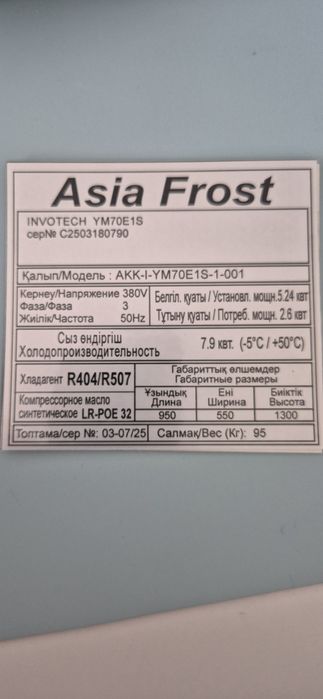 Asia Frost
INVOTECH YM70E1S
сер№ C2503180790
Қалып/Модель : AKK-I-YM70E1S-1-001
Кернеу/Напряжение 380V
Фаза/Фаза 3
Жиілік/Частота 50Hz
Белгіл. қуаты / Установл. мощн.5.24 квт
Тұтыну қуаты / Потреб. мощн. 2.6 квт
Сыз өндіргіш
Холодопроизводительность
7.9 квт. (-5°C / +50°C)
Хладагент R404/R507
Компрессорное масло
синтетическое LR-POE 32
Габариттық өлшемдер
Габаритные размеры
Ұзындық Ені Биіктік
Длина Ширина Высота
950 550 1300
Топтама/сер №: 03-07/25 Салмақ/Вес (Кг): 95